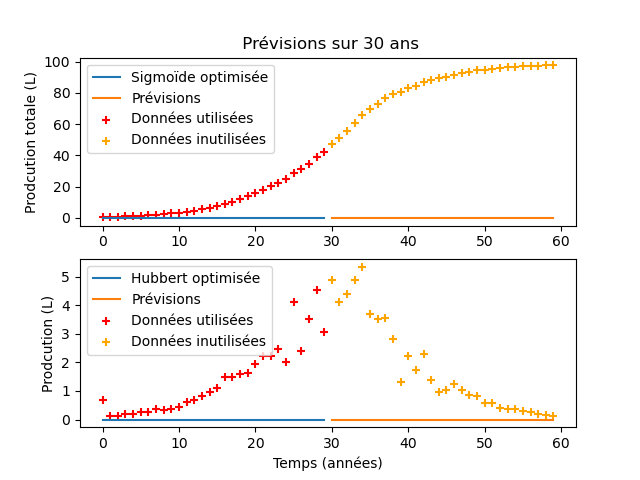 Prévisions sur 30 ans
Prodcution totale (L)
100
80
60
40
20
0
Sigmoïde optimisée
Prévisions
Données utilisées
Données inutilisées
0 10 20 30 40 50 60
Prodcution (L)
5
4
3
2
1
0
Hubbert optimisée
Prévisions
Données utilisées
Données inutilisées
0 10 20 30 40 50 60
Temps (années)